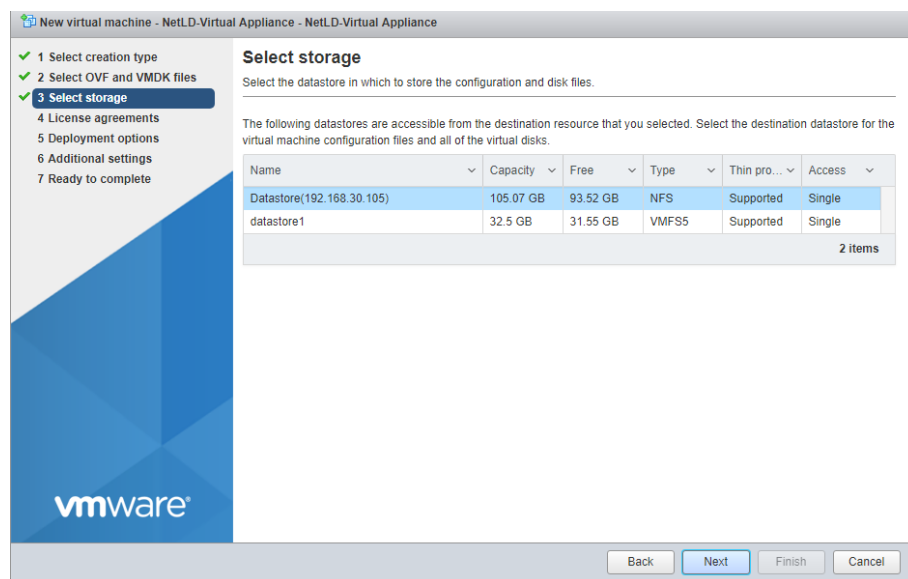 New virtual machine - NetLD-Virtual Appliance - NetLD-Virtual Appliance
1 Select creation type
2 Select OVF and VMDK files
3 Select storage
4 License agreements
5 Deployment options
6 Additional settings
7 Ready to complete
vmware®
Select storage
Select the datastore in which to store the configuration and disk files.
The following datastores are accessible from the destination resource that you selected. Select the destination datastore for the
virtual machine configuration files and all of the virtual disks.
Name Capacity Free Type Thin pro... Access
Datastore(192.168.30.105) 105.07 GB 93.52 GB NFS Supported Single
datastore1 32.5 GB 31.55 GB VMFS5 Supported Single
2 items
Back Next Finish Cancel